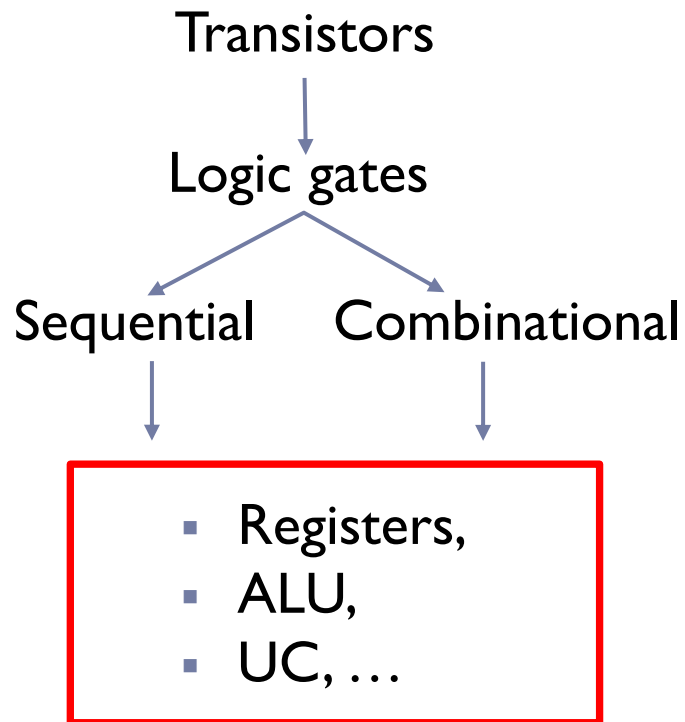 Transistors
Logic gates
Sequential Combinational
▪ Registers,
▪ ALU,
▪ UC, …